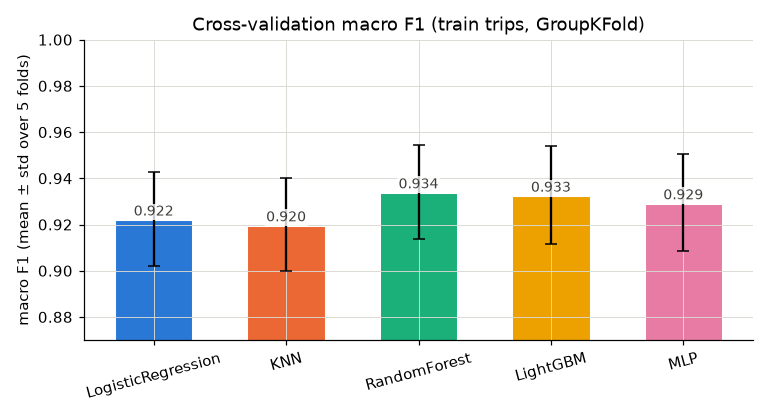 Cross-validation macro F1 (train trips, GroupKFold)
macro F1 (mean ± std over 5 folds)
1.00
0.98
0.96
0.94
0.92
0.90
0.88
0.922
0.920
0.934
0.933
0.929
LogisticRegression
KNN
RandomForest
LightGBM
MLP